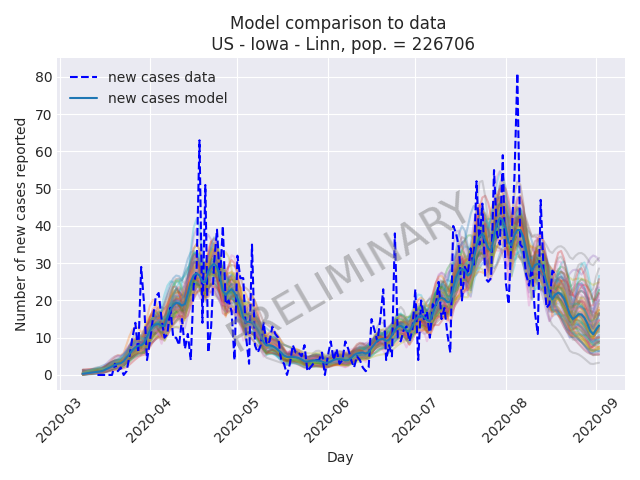 Model comparison to data
US - Iowa - Linn, pop. = 226706
new cases data
new cases model
PRELIMINARY
Number of new cases reported
80
70
60
50
40
30
20
10
0
2020-03
2020-04
2020-05
2020-06
2020-07
2020-08
2020-09
Day